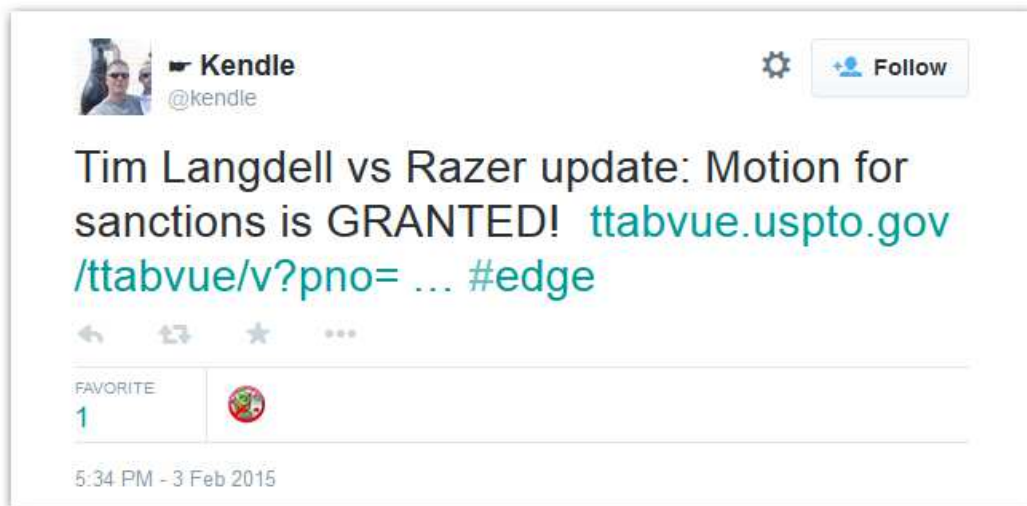 ☛ Kendle
Follow
@kendle
Tim Langdell vs Razer update: Motion for
sanctions is GRANTED! ttabvue.uspto.gov
/ttabvue/v?pno= … #edge
FAVORITE
1
5:34 PM - 3 Feb 2015